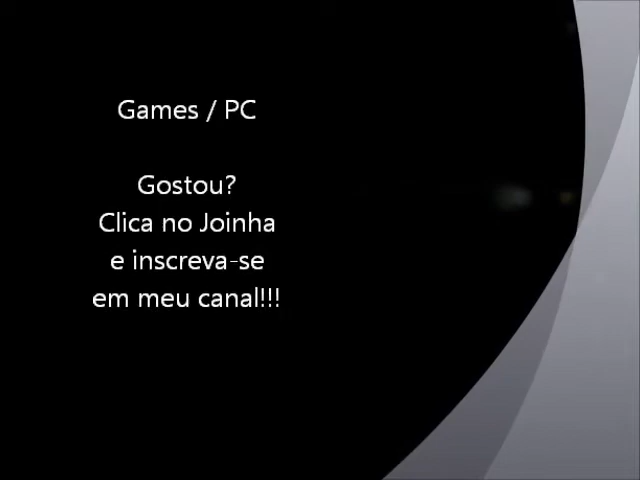 Games / PC
Gostou?
Clica no Joinha
e inscreva-se
em meu canal!!!